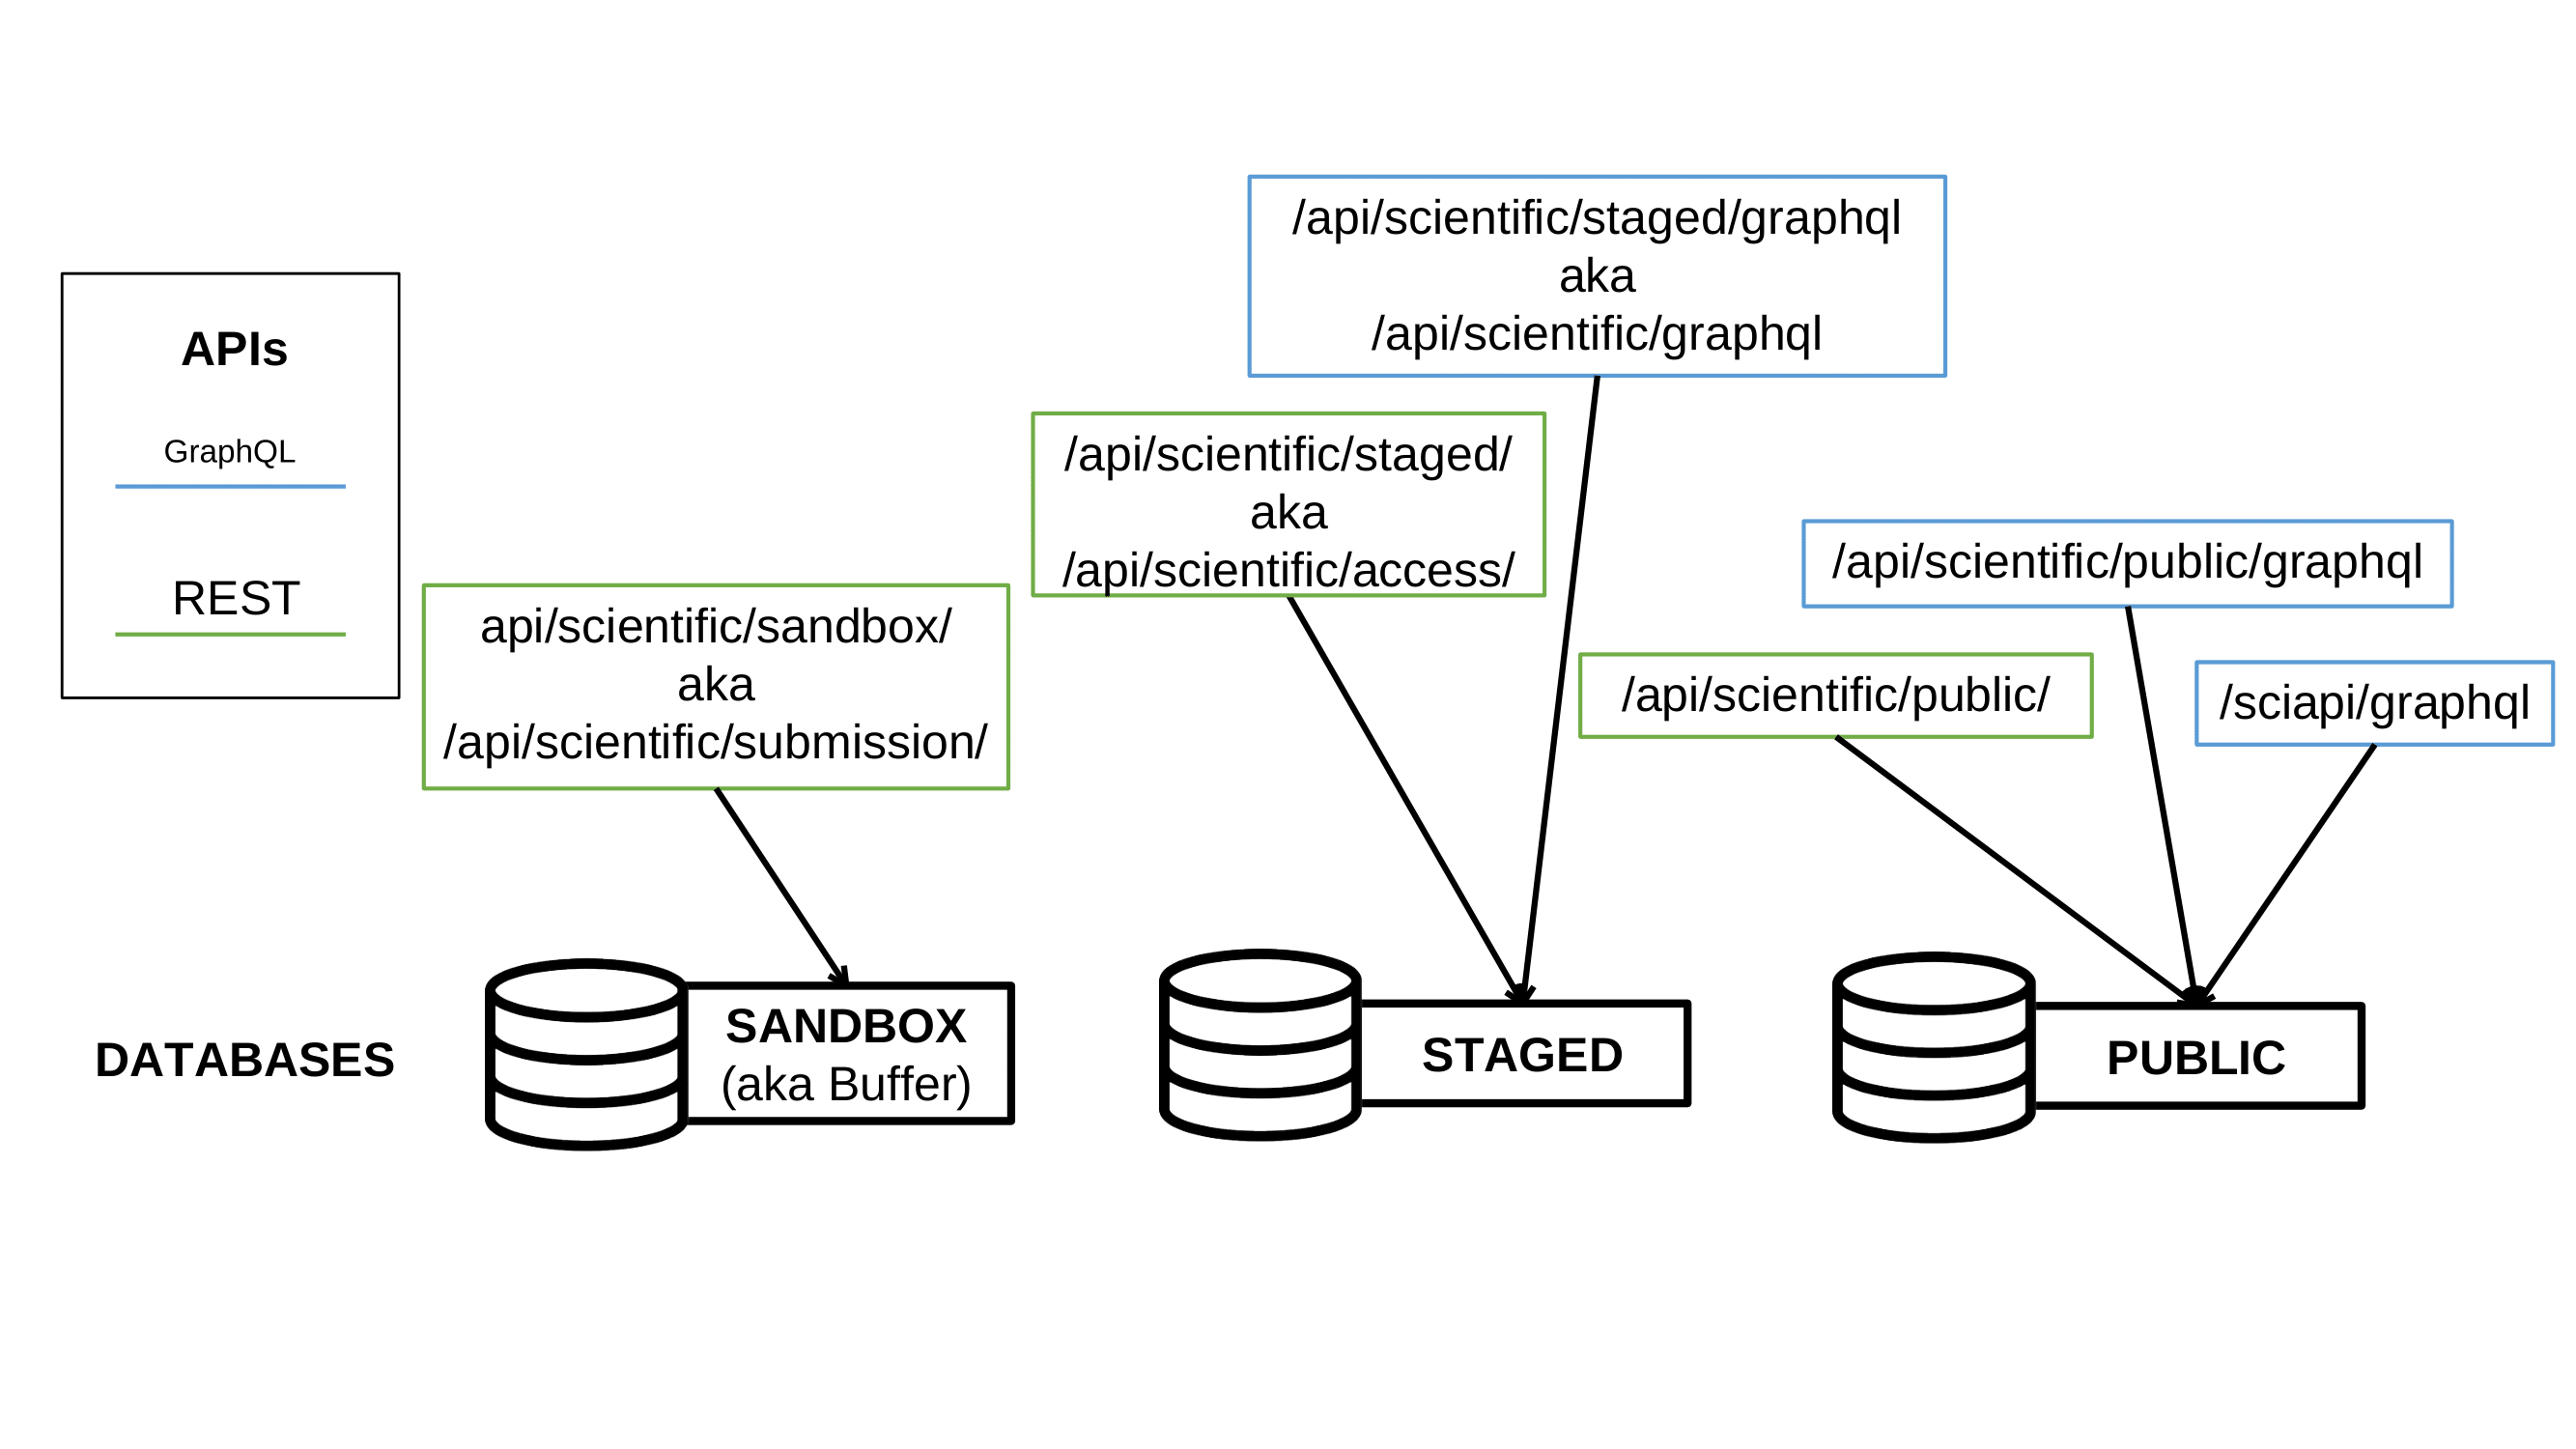 /api/scientific/staged/graphql
aka
/api/scientific/graphql
APIs
GraphQL
REST
/api/scientific/staged/
aka
/api/scientific/access/
api/scientific/sandbox/
aka
/api/scientific/submission/
/api/scientific/public/graphql
/api/scientific/public/
/sciapi/graphql
DATABASES
SANDBOX
(aka Buffer)
STAGED
PUBLIC